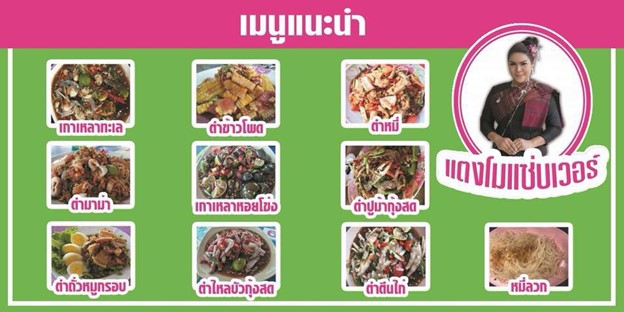 เมนูแนะนำ
เกาเหลาทะเล
ตำข้าวโพด
ตำหมี่
แตงโมแซ่บเวอร์
ตำมาม่า
เกาเหลาหอยโข่ง
ตำปูม้ากุ้งสด
ตำถั่วหมูกรอบ
ตำไหลบัวกุ้งสด
ตำตีนไก่
หมี่ลวก